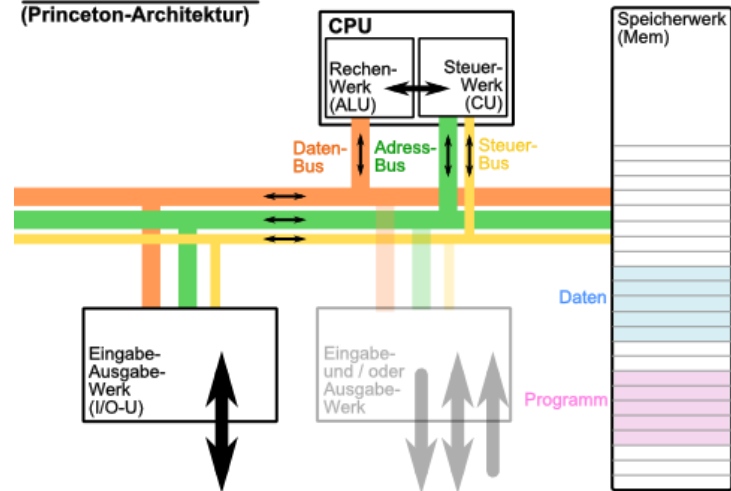 (Princeton-Architektur)
CPU
Rechen-
Werk
(ALU)
Steuer-
Werk
(CU)
Speicherwerk
(Mem)
Daten-
Bus
Adress-
Bus
Steuer-
Bus
Daten
Programm
Eingabe-
Ausgabe-
Werk
(I/O-U)
Eingabe-
und / oder
Ausgabe-
Werk